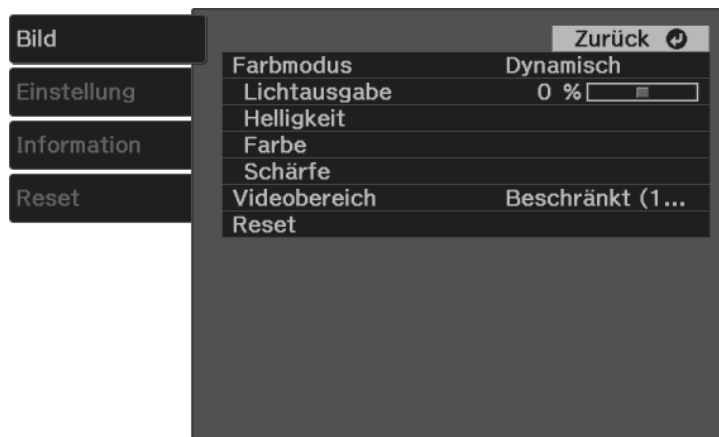 Bild
Einstellung
Information
Reset
Zurück
Farbmodus Dynamisch
Lichtausgabe 0 %
Helligkeit
Farbe
Schärfe
Videobereich Beschränkt (1...
Reset